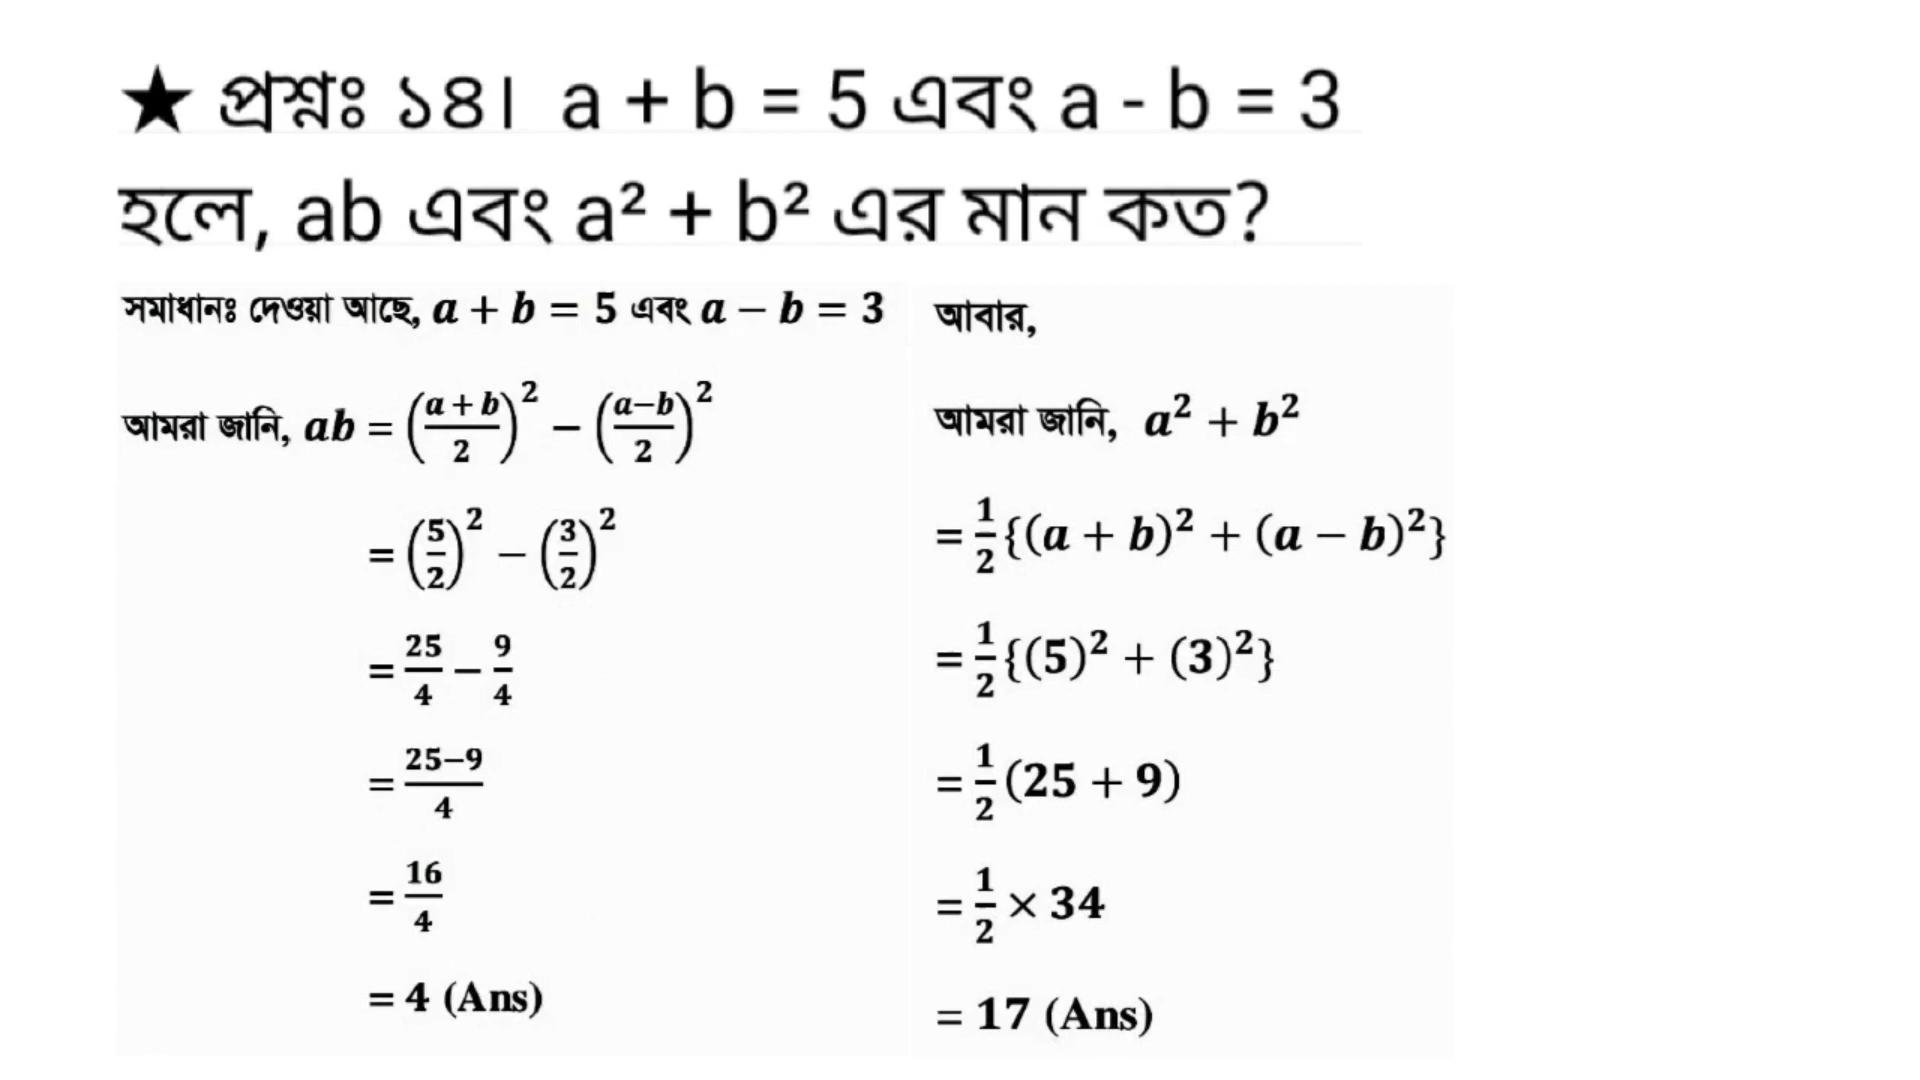 ★ প্রশ্নঃ ১৪। a + b = 5 এবং a - b = 3
হলে, ab এবং a² + b² এর মান কত?
সমাধানঃ দেওয়া আছে, a + b = 5 এবং a − b = 3
আমরা জানি, ab = ((a+b)/2)² − ((a−b)/2)²
= (5/2)² − (3/2)²
= 25/4 − 9/4
= (25−9)/4
= 16/4
= 4 (Ans)
আবার,
আমরা জানি, a² + b²
= 1/2{(a + b)² + (a − b)²}
= 1/2{(5)² + (3)²}
= 1/2(25 + 9)
= 1/2 × 34
= 17 (Ans)